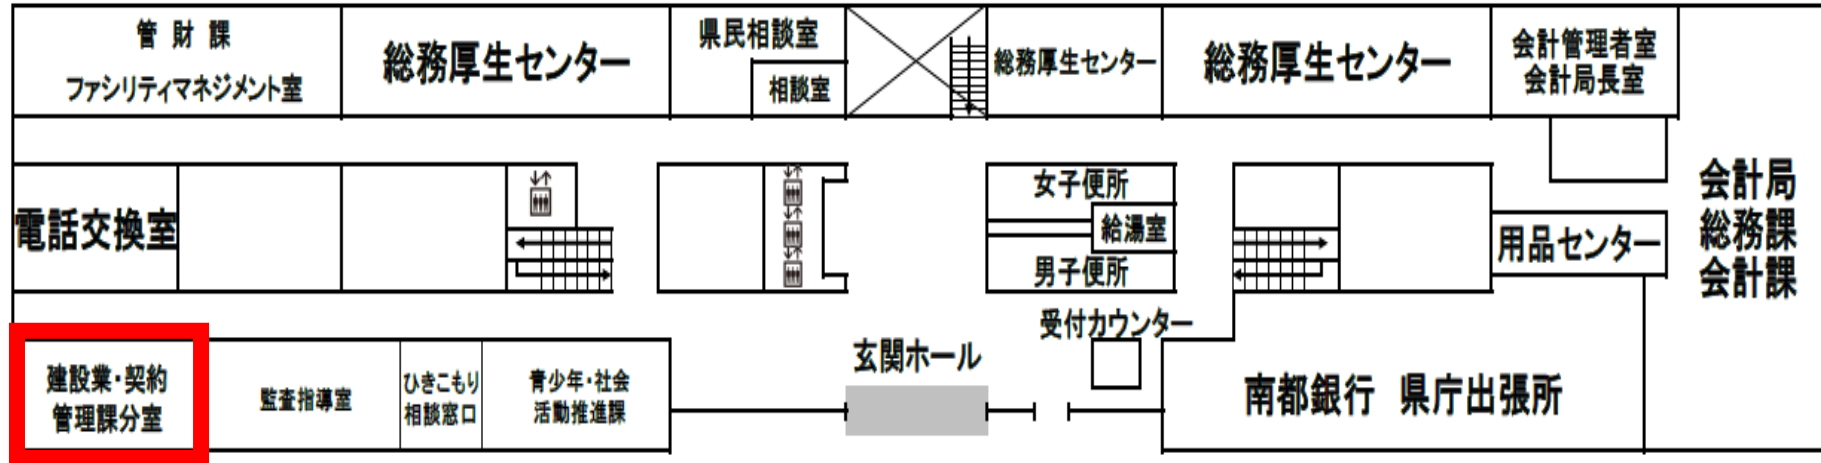 管財課
ファシリティマネジメント室
総務厚生センター
県民相談室
相談室
総務厚生センター
総務厚生センター
会計管理者室
会計局長室
電話交換室
女子便所
給湯室
男子便所
用品センター
会計局
総務課
会計課
建設業・契約
管理課分室
監査指導室
ひきこもり
相談窓口
青少年・社会
活動推進課
玄関ホール
受付カウンター
南都銀行 県庁出張所